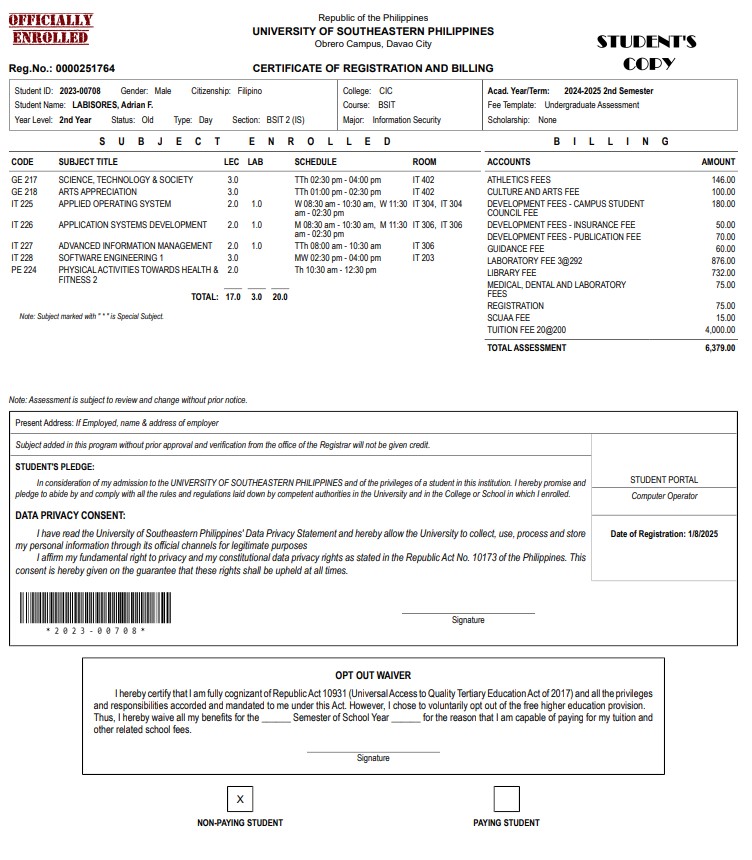 OFFICIALLY
ENROLLED
Republic of the Philippines
UNIVERSITY OF SOUTHEASTERN PHILIPPINES
Obrero Campus, Davao City
STUDENT'S
COPY
Reg.No.: 0000251764
CERTIFICATE OF REGISTRATION AND BILLING
Student ID: 2023-00708 Gender: Male Citizenship: Filipino
Student Name: LABISORES, Adrian F.
Year Level: 2nd Year Status: Old Type: Day Section: BSIT 2 (IS)
College: CIC
Course: BSIT
Major: Information Security
Acad. Year/Term: 2024-2025 2nd Semester
Fee Template: Undergraduate Assessment
Scholarship: None
SUBJECT ENROLLED
CODE SUBJECT TITLE LEC LAB SCHEDULE ROOM
GE 217 SCIENCE, TECHNOLOGY & SOCIETY 3.0 TTh 02:30 pm - 04:00 pm IT 402
GE 218 ARTS APPRECIATION 3.0 TTh 01:00 pm - 02:30 pm IT 402
IT 225 APPLIED OPERATING SYSTEM 2.0 1.0 W 08:30 am - 10:30 am, W 11:30 IT 304, IT 304
am - 02:30 pm
IT 226 APPLICATION SYSTEMS DEVELOPMENT 2.0 1.0 M 08:30 am - 10:30 am, M 11:30 IT 306, IT 306
am - 02:30 pm
IT 227 ADVANCED INFORMATION MANAGEMENT 2.0 1.0 TTh 08:00 am - 10:30 am IT 306
IT 228 SOFTWARE ENGINEERING 1 3.0 MW 02:30 pm - 04:00 pm IT 203
PE 224 PHYSICAL ACTIVITIES TOWARDS HEALTH & 2.0 Th 10:30 am - 12:30 pm
FITNESS 2
TOTAL: 17.0 3.0 20.0
Note: Subject marked with " * " is Special Subject.
BILLING
ACCOUNTS AMOUNT
ATHLETICS FEES 146.00
CULTURE AND ARTS FEE 100.00
DEVELOPMENT FEES - CAMPUS STUDENT 180.00
COUNCIL FEE
DEVELOPMENT FEES - INSURANCE FEE 50.00
DEVELOPMENT FEES - PUBLICATION FEE 70.00
GUIDANCE FEE 60.00
LABORATORY FEE 3@292 876.00
LIBRARY FEE 732.00
MEDICAL, DENTAL AND LABORATORY 75.00
FEES
REGISTRATION 75.00
SCUAA FEE 15.00
TUITION FEE 20@200 4,000.00
TOTAL ASSESSMENT 6,379.00
Note: Assessment is subject to review and change without prior notice.
Present Address: If Employed, name & address of employer
Subject added in this program without prior approval and verification from the office of the Registrar will not be given credit.
STUDENT'S PLEDGE:
In consideration of my admission to the UNIVERSITY OF SOUTHEASTERN PHILIPPINES and of the privileges of a student in this institution. I hereby promise and
pledge to abide by and comply with all the rules and regulations laid down by competent authorities in the University and in the College or School in which I enrolled.
DATA PRIVACY CONSENT:
I have read the University of Southeastern Philippines' Data Privacy Statement and hereby allow the University to collect, use, process and store
my personal information through its official channels for legitimate purposes
I affirm my fundamental right to privacy and my constitutional data privacy rights as stated in the Republic Act No. 10173 of the Philippines. This
consent is hereby given on the guarantee that these rights shall be upheld at all times.
STUDENT PORTAL
Computer Operator
Date of Registration: 1/8/2025
*2023-00708*
Signature
OPT OUT WAIVER
I hereby certify that I am fully cognizant of Republic Act 10931 (Universal Access to Quality Tertiary Education Act of 2017) and all the privileges
and responsibilities accorded and mandated to me under this Act. However, I chose to voluntarily opt out of the free higher education provision.
Thus, I hereby waive all my benefits for the ______ Semester of School Year ______ for the reason that I am capable of paying for my tuition and
other related school fees.
Signature
X
NON-PAYING STUDENT
PAYING STUDENT